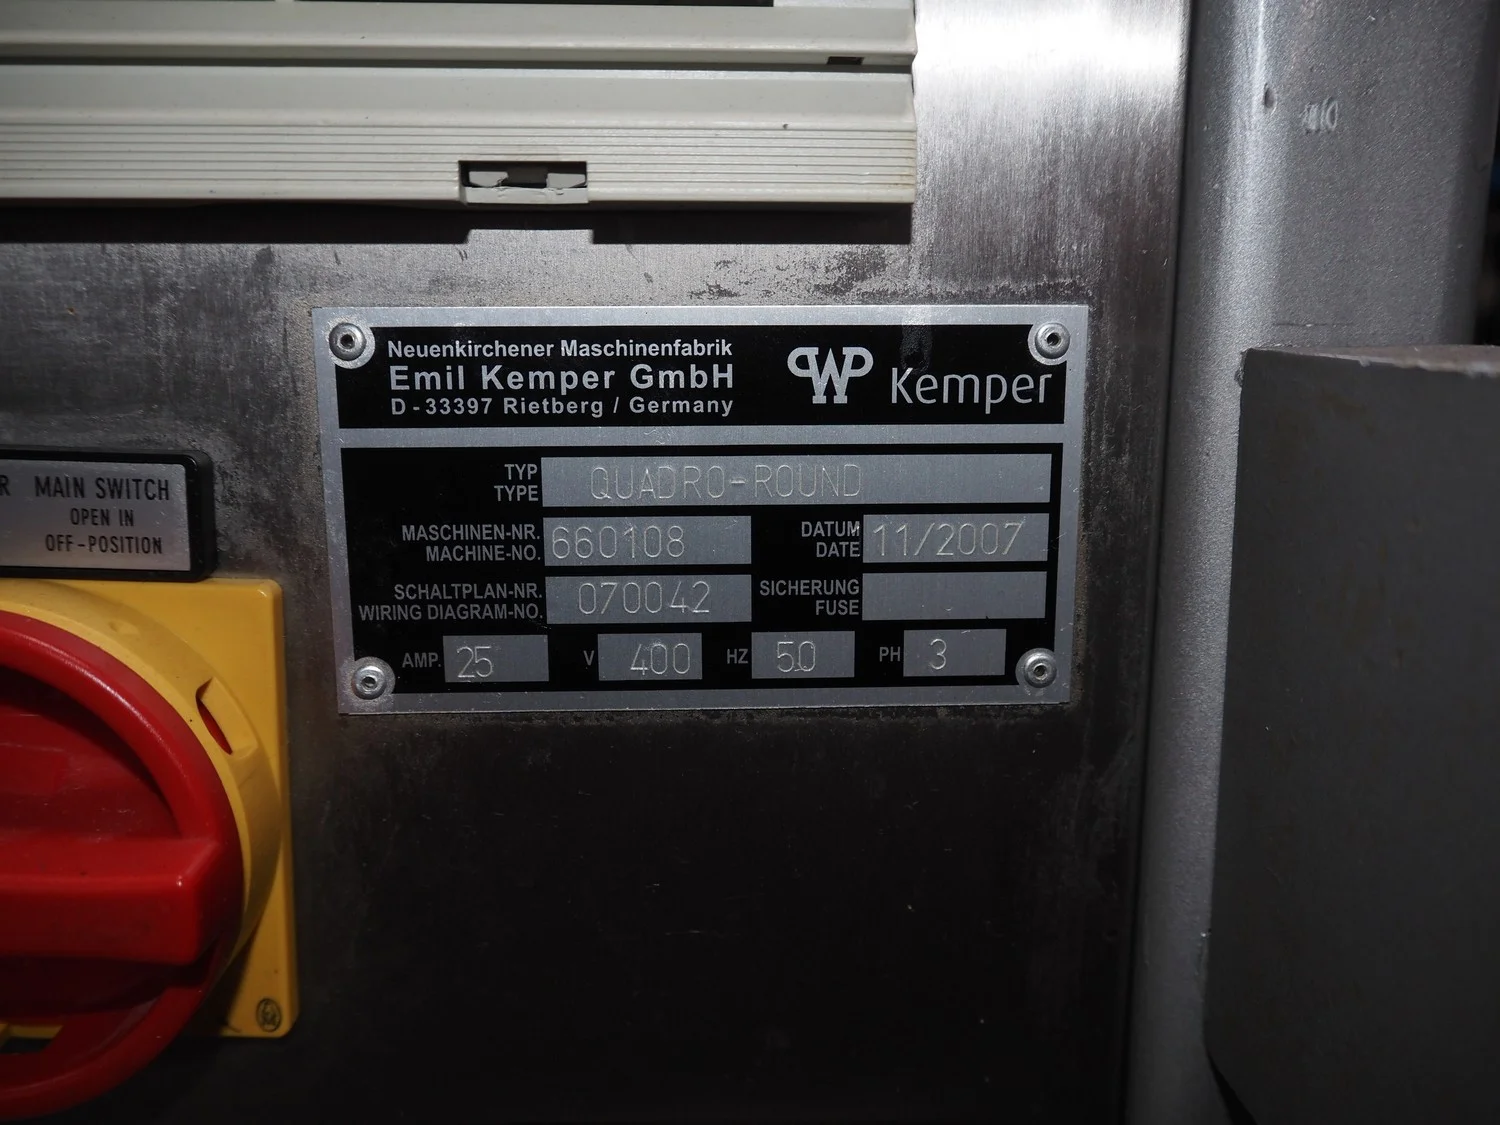 Neuenkirchener Maschinenfabrik
Emil Kemper GmbH
D - 33397 Rietberg / Germany
WP Kemper
TYP
TYPE
QUADRO-ROUND
MASCHINEN-NR.
MACHINE-NO.
660108
DATUM
DATE
11/2007
SCHALTPLAN-NR.
WIRING DIAGRAM-NO.
070042
SICHERUNG
FUSE
AMP. 25 V 400 HZ 50 PH 3
R MAIN SWITCH
OPEN IN
OFF-POSITION